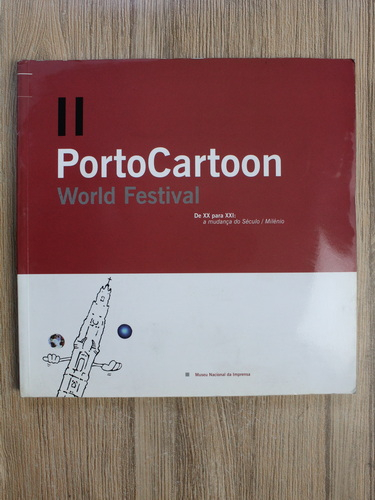 II
PortoCartoon
World Festival
De XX para XXI:
a mudança do Século / Milénio
Museu Nacional da Imprensa